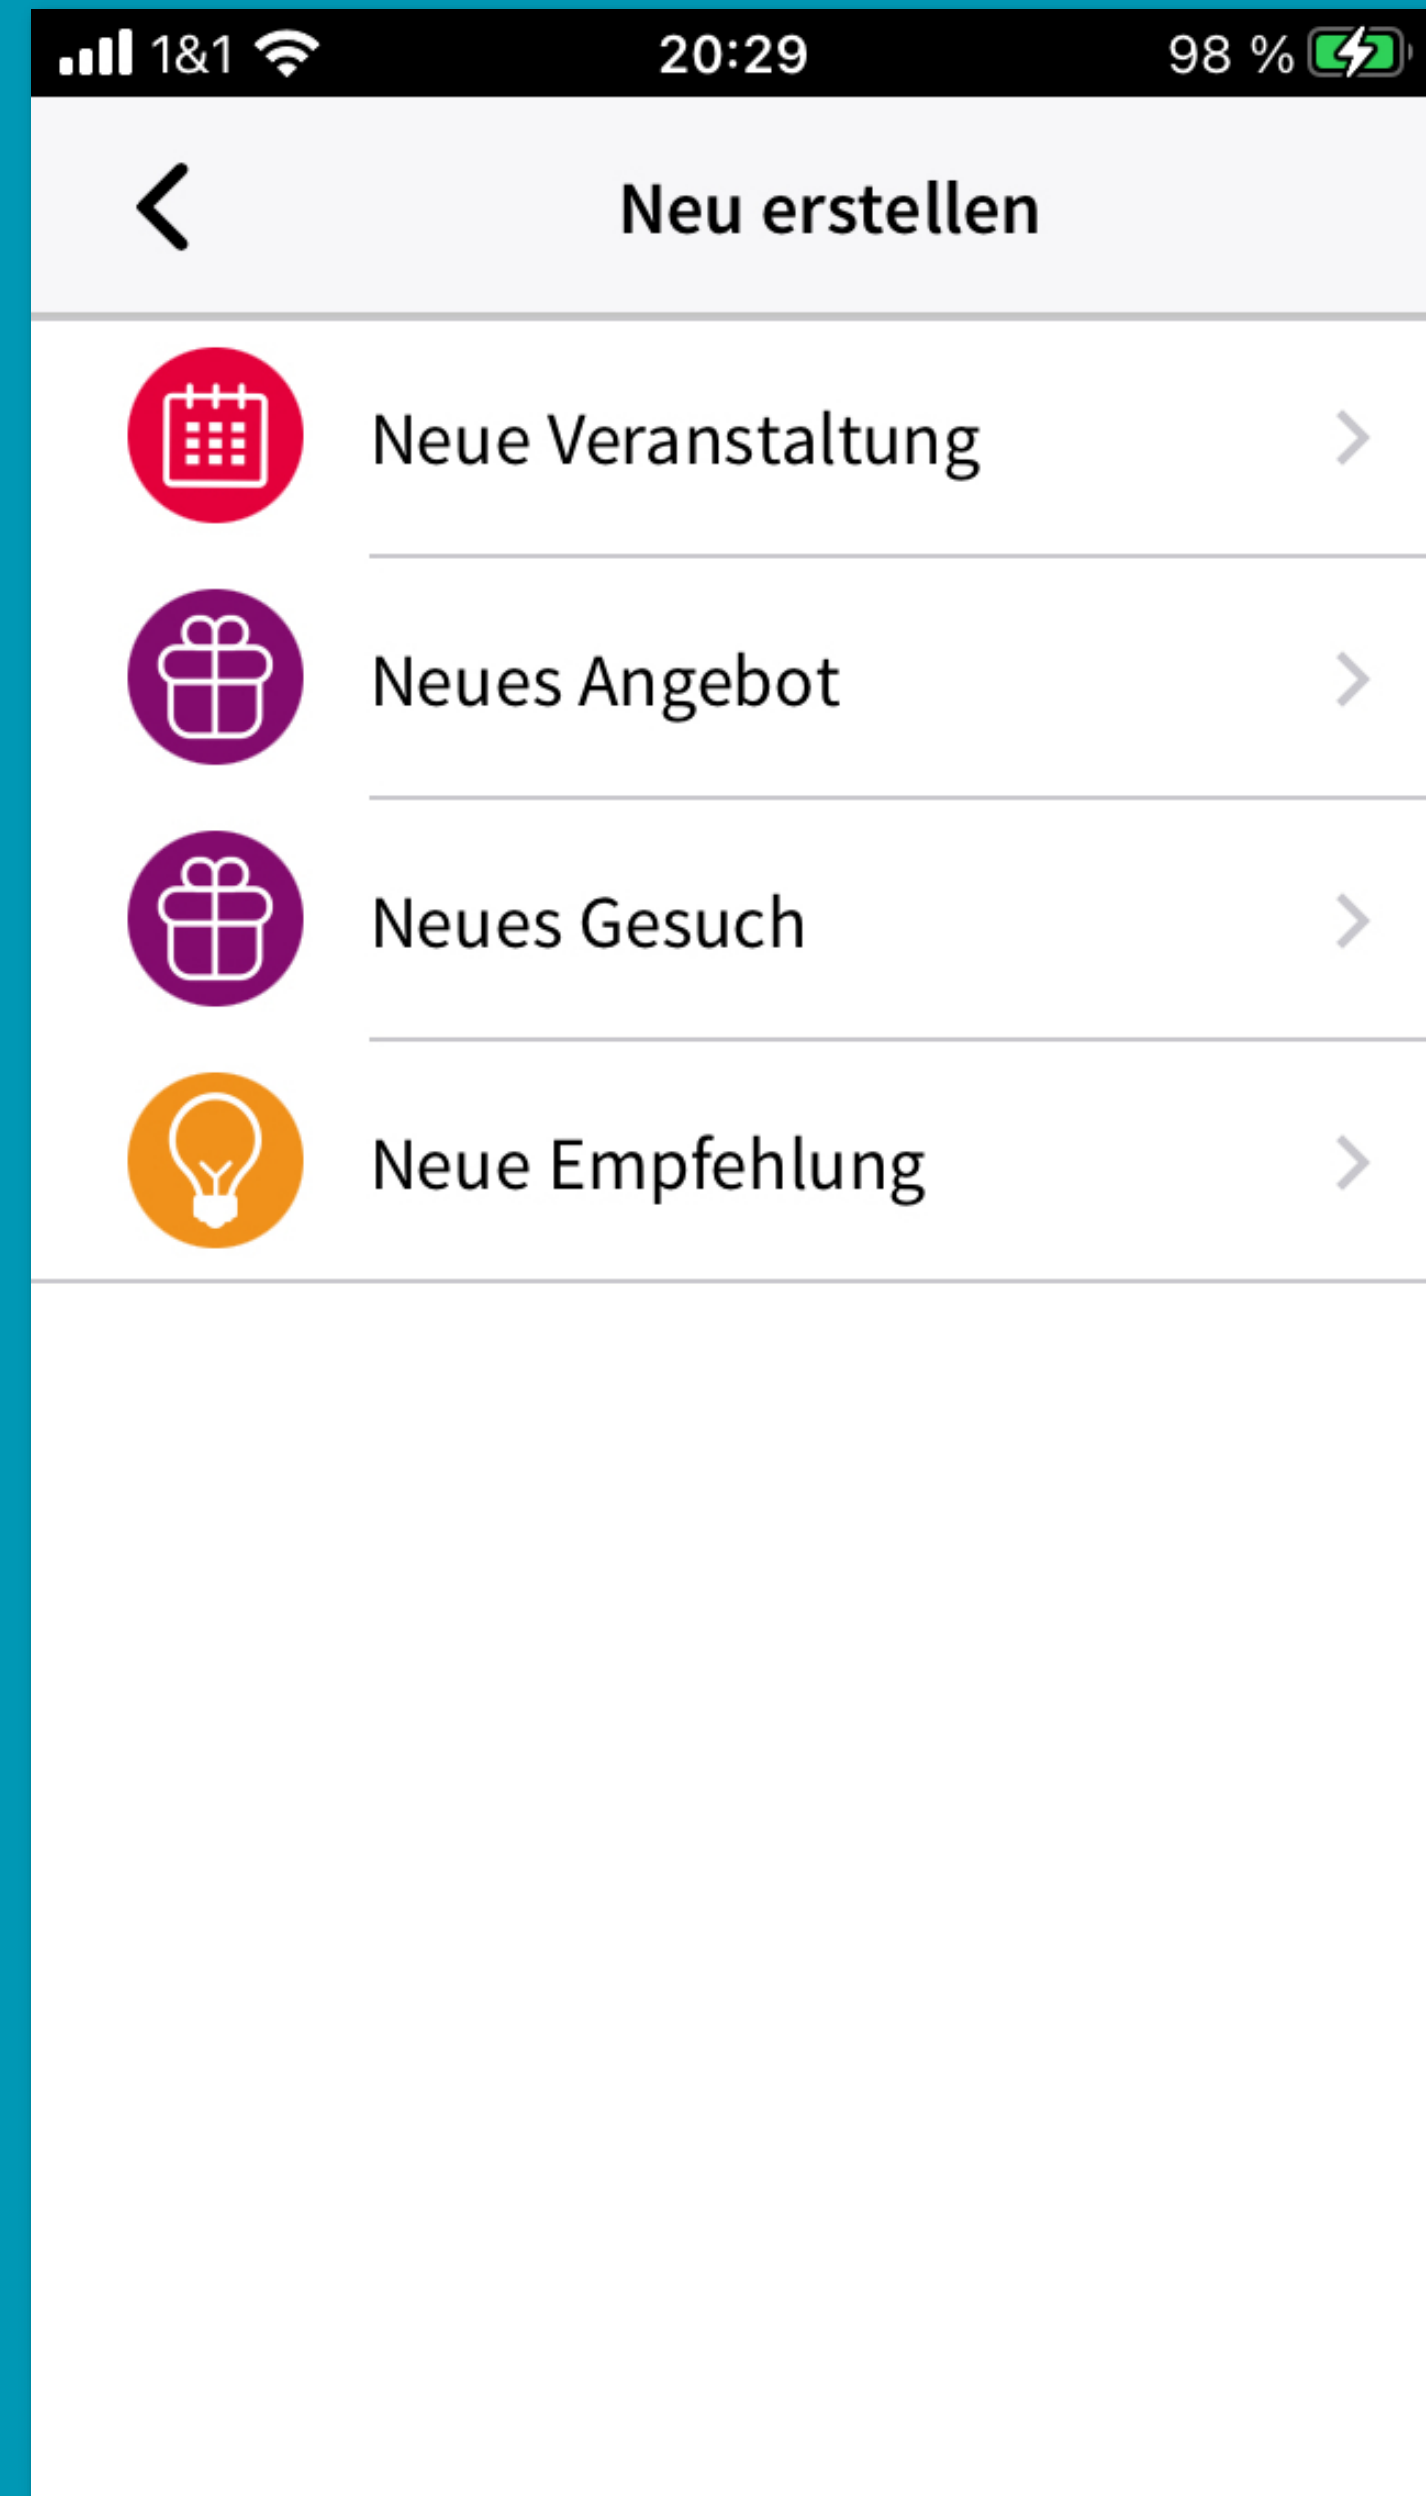 1&1 20:29 98 %
Neu erstellen
Neue Veranstaltung
Neues Angebot
Neues Gesuch
Neue Empfehlung